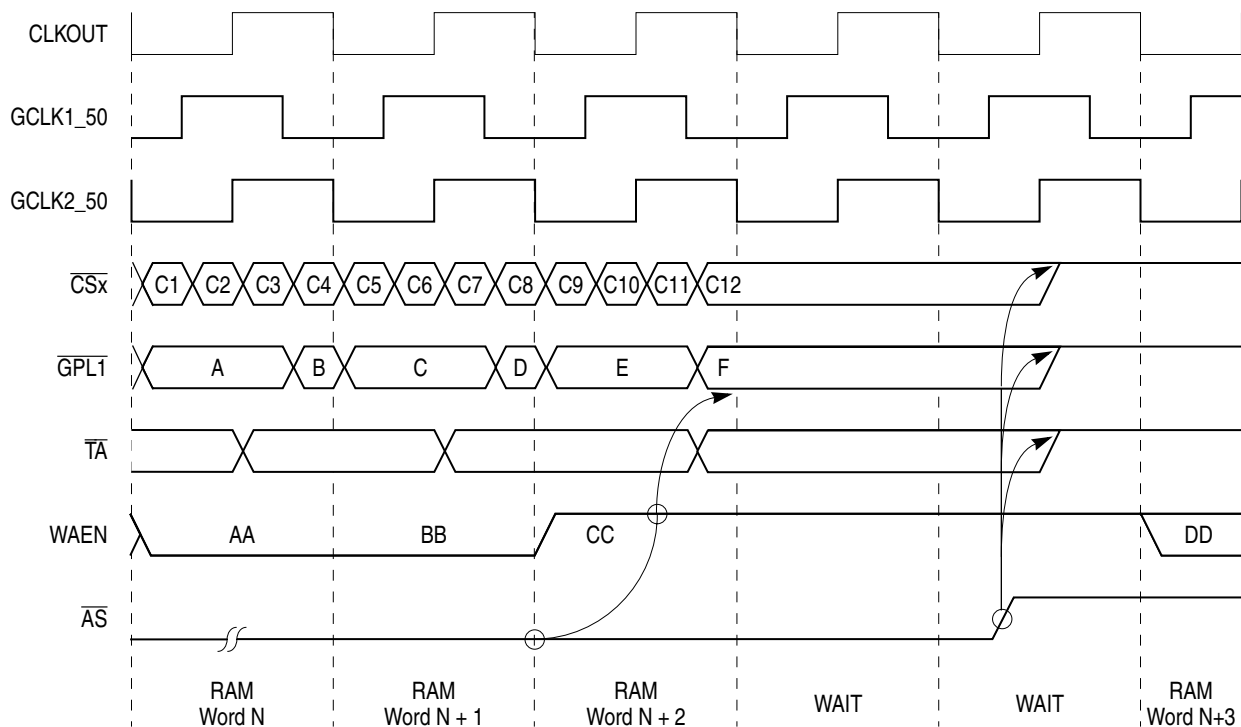 CLKOUT
GCLK1_50
GCLK2_50
CSx
C1 C2 C3 C4 C5 C6 C7 C8 C9 C10 C11 C12
GPL1
A B C D E F
TA
WAEN
AA BB CC DD
AS
RAM
Word N
RAM
Word N + 1
RAM
Word N + 2
WAIT
WAIT
RAM
Word N+3